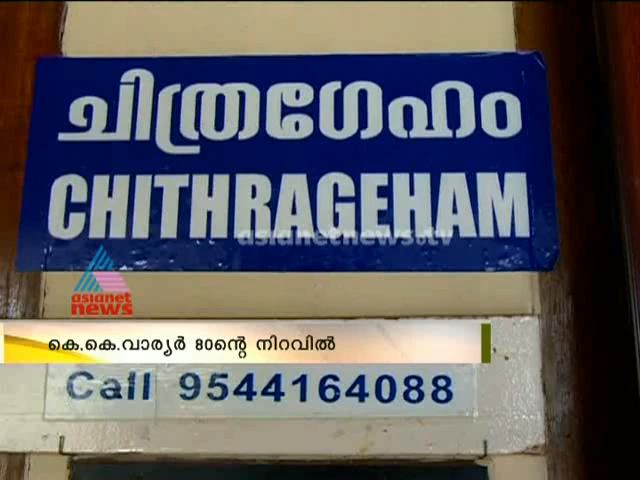 ചിത്രഗേഹം
CHITHRAGEHAM
asianetnews.tv
asianet
news
കെ.കെ.വാര്യർ 80ന്റെ നിറവിൽ
Call 9544164088